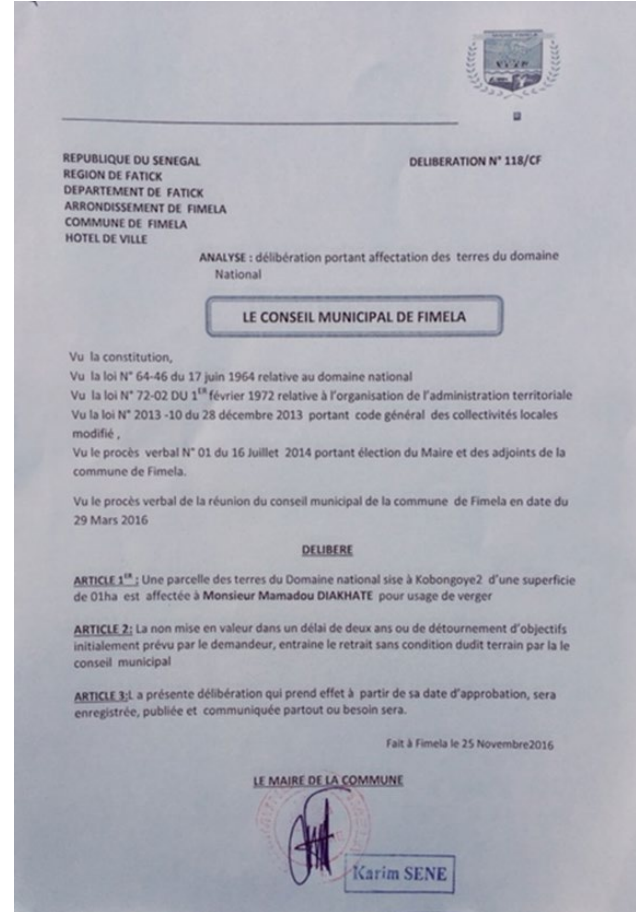 REPUBLIQUE DU SENEGAL
REGION DE FATICK
DEPARTEMENT DE FATICK
ARRONDISSEMENT DE FIMELA
COMMUNE DE FIMELA
HOTEL DE VILLE
DELIBERATION N° 118/CF
ANALYSE : délibération portant affectation des terres du domaine
National
LE CONSEIL MUNICIPAL DE FIMELA
Vu la constitution,
Vu la loi N° 64-46 du 17 juin 1964 relative au domaine national
Vu la loi N° 72-02 DU 1ER février 1972 relative à l'organisation de l'administration territoriale
Vu la loi N° 2013 -10 du 28 décembre 2013 portant code général des collectivités locales
modifié ,
Vu le procès verbal N° 01 du 16 Juillet 2014 portant élection du Maire et des adjoints de la
commune de Fimela.
Vu le procès verbal de la réunion du conseil municipal de la commune de Fimela en date du
29 Mars 2016
DELIBERE
ARTICLE 1ER : Une parcelle des terres du Domaine national sise à Kobongoye2 d'une superficie
de 01ha est affectée à Monsieur Mamadou DIAKHATE pour usage de verger
ARTICLE 2: La non mise en valeur dans un délai de deux ans ou de détournement d'objectifs
initialement prévu par le demandeur, entraine le retrait sans condition dudit terrain par la le
conseil municipal
ARTICLE 3:L a présente délibération qui prend effet à partir de sa date d'approbation, sera
enregistrée, publiée et communiquée partout ou besoin sera.
Fait à Fimela le 25 Novembre2016
LE MAIRE DE LA COMMUNE
Karim SENE